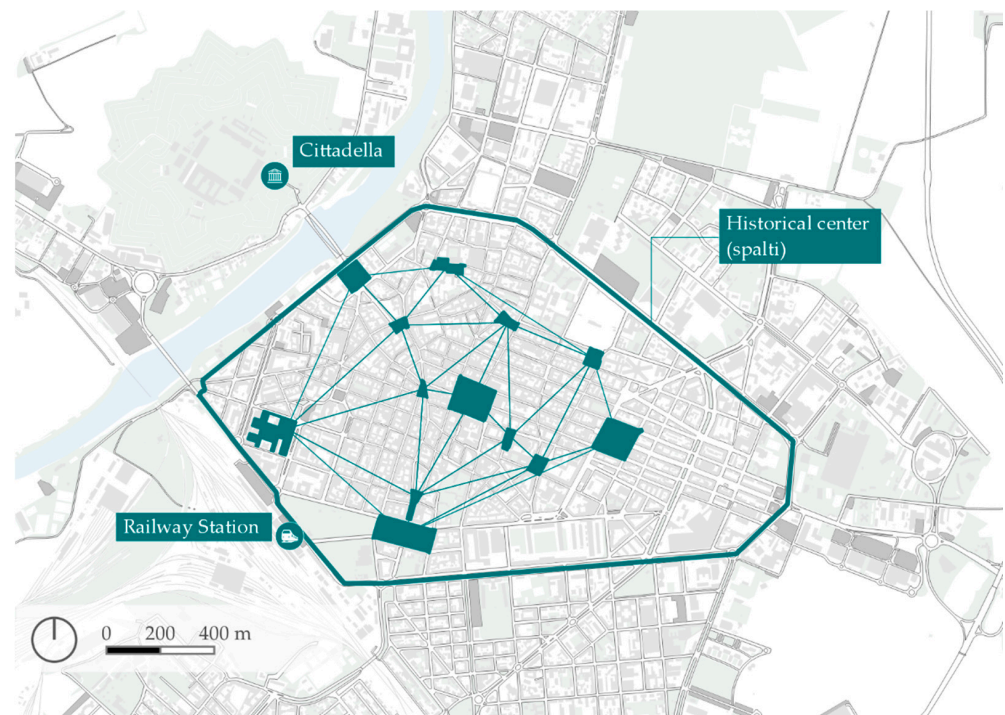 Cittadella
Historical center
(spalti)
Railway Station
0 200 400 m